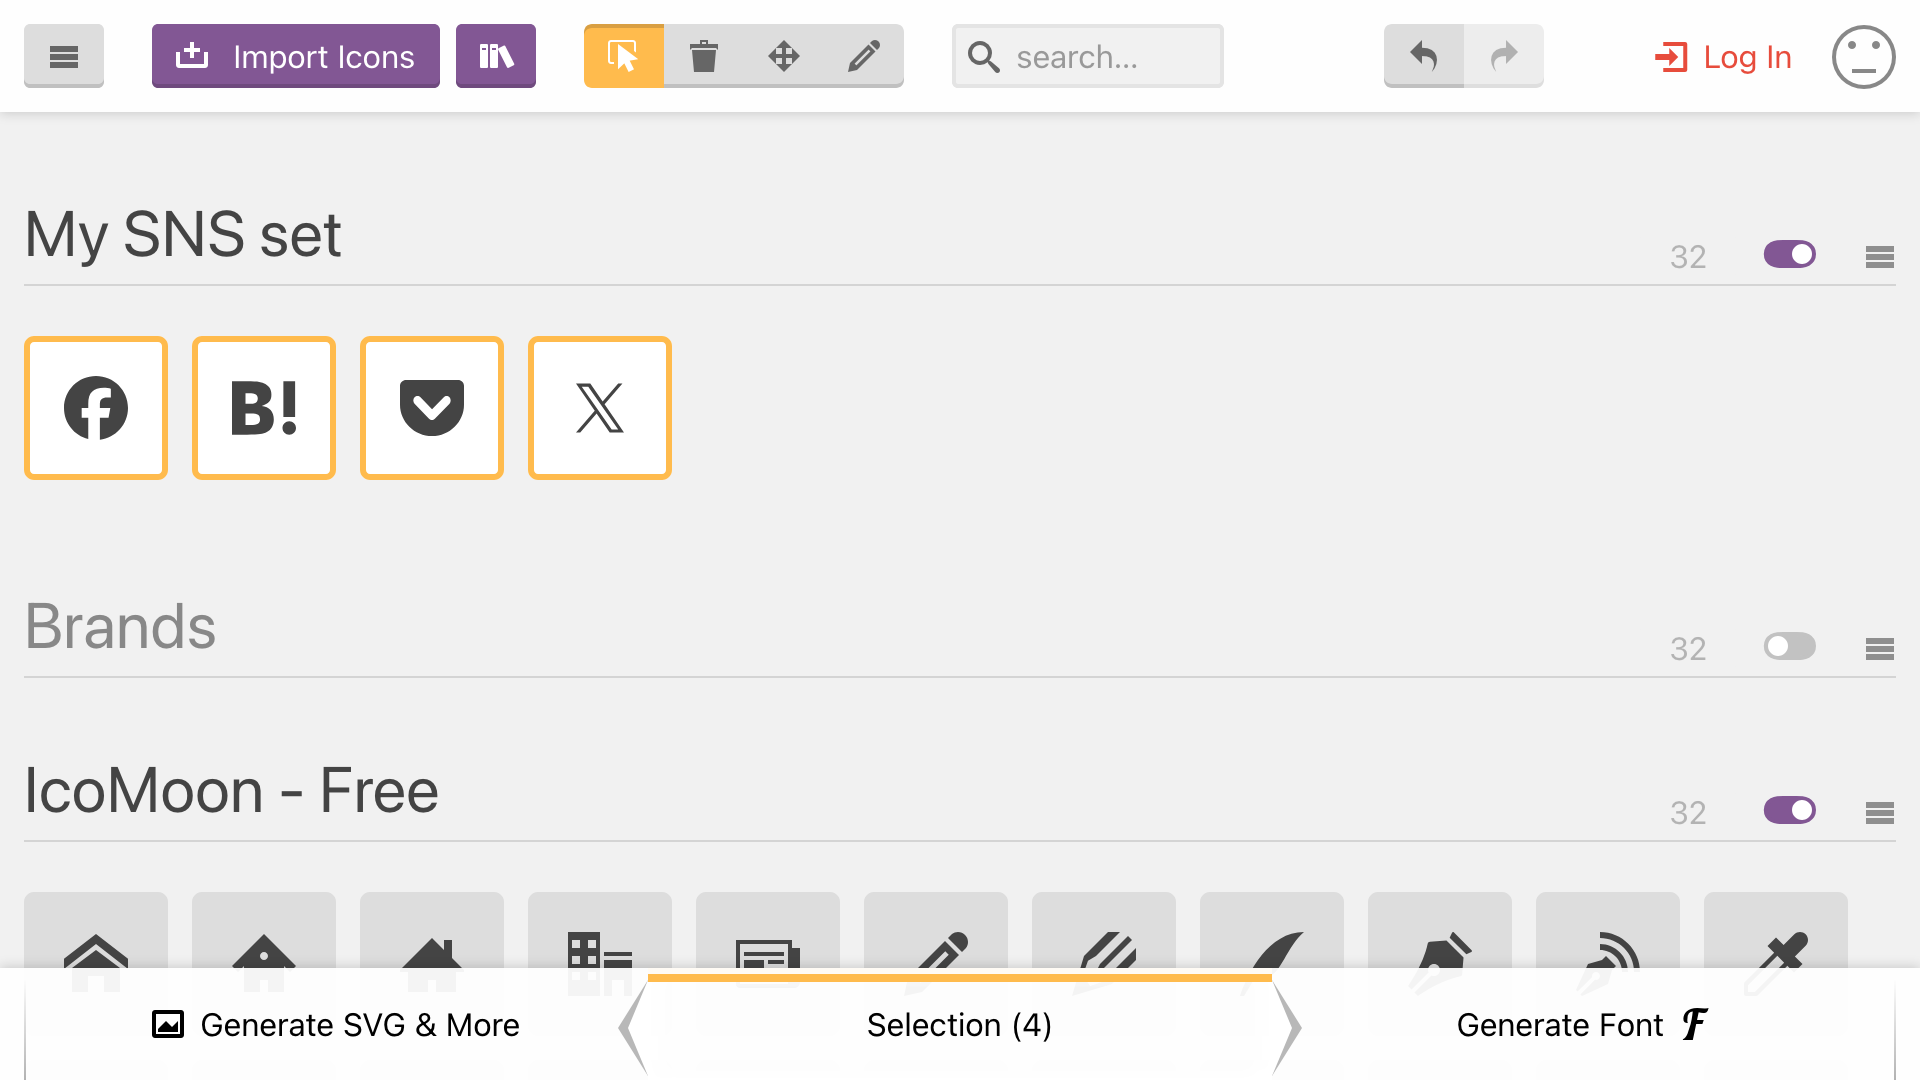 Import Icons
search...
Log In
My SNS set
32
B!
Brands
32
IcoMoon - Free
32
Generate SVG & More
Selection (4)
Generate Font